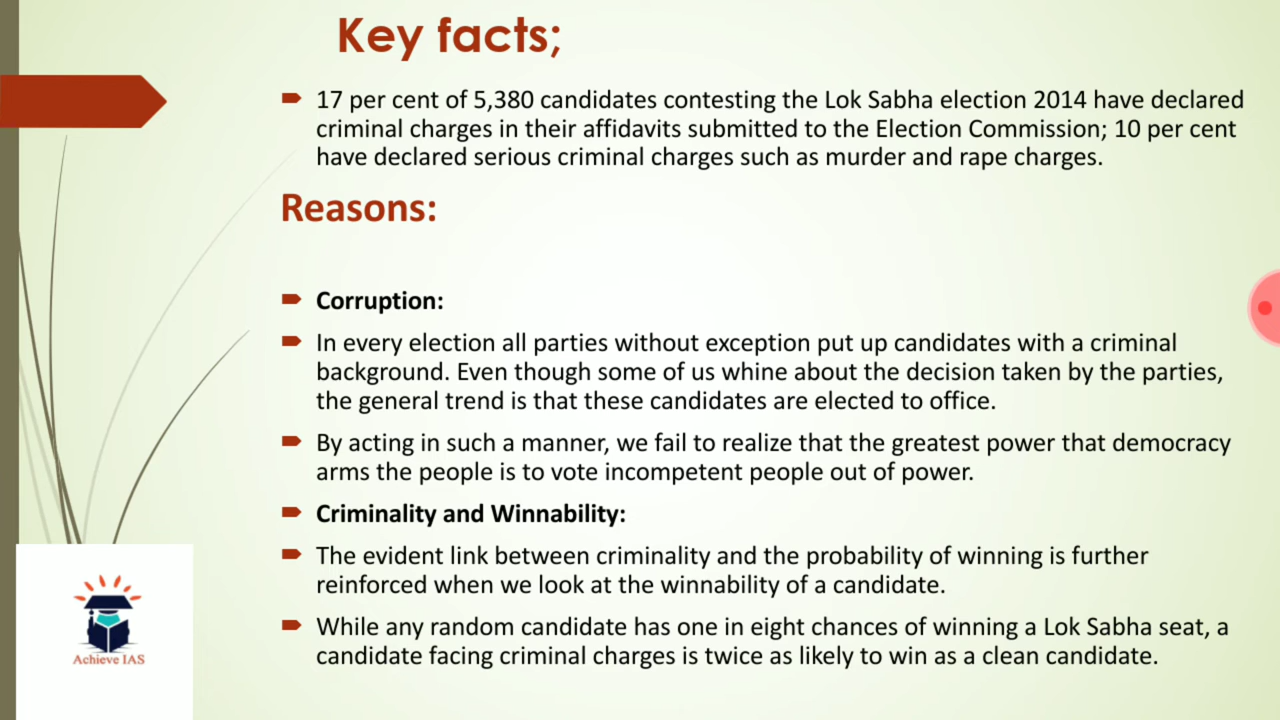 Key facts;
17 per cent of 5,380 candidates contesting the Lok Sabha election 2014 have declared
criminal charges in their affidavits submitted to the Election Commission; 10 per cent
have declared serious criminal charges such as murder and rape charges.
Reasons:
Corruption:
In every election all parties without exception put up candidates with a criminal
background. Even though some of us whine about the decision taken by the parties,
the general trend is that these candidates are elected to office.
By acting in such a manner, we fail to realize that the greatest power that democracy
arms the people is to vote incompetent people out of power.
Criminality and Winnability:
The evident link between criminality and the probability of winning is further
reinforced when we look at the winnability of a candidate.
While any random candidate has one in eight chances of winning a Lok Sabha seat, a
candidate facing criminal charges is twice as likely to win as a clean candidate.
Achieve IAS